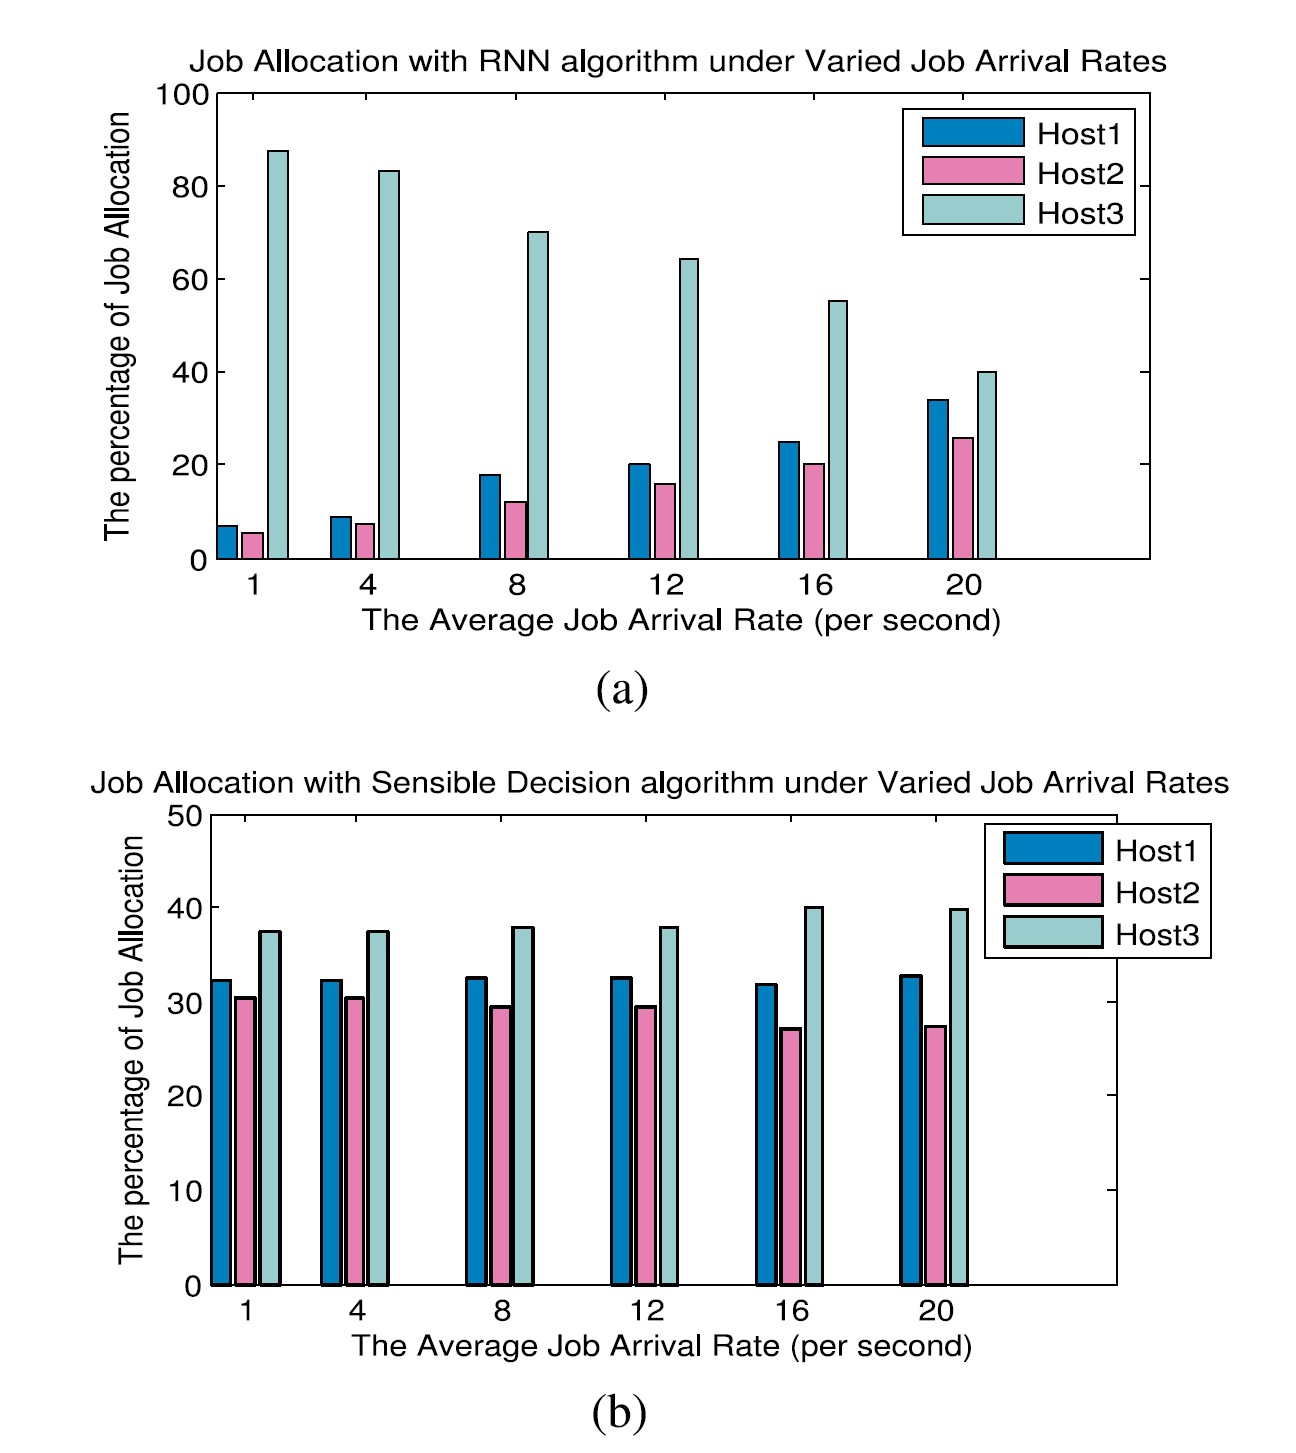 Job Allocation with RNN algorithm under Varied Job Arrival Rates
100
80
60
40
20
0
The percentage of Job Allocation
Host1
Host2
Host3
1 4 8 12 16 20
The Average Job Arrival Rate (per second)
(a)
Job Allocation with Sensible Decision algorithm under Varied Job Arrival Rates
50
40
30
20
10
0
The percentage of Job Allocation
Host1
Host2
Host3
1 4 8 12 16 20
The Average Job Arrival Rate (per second)
(b)